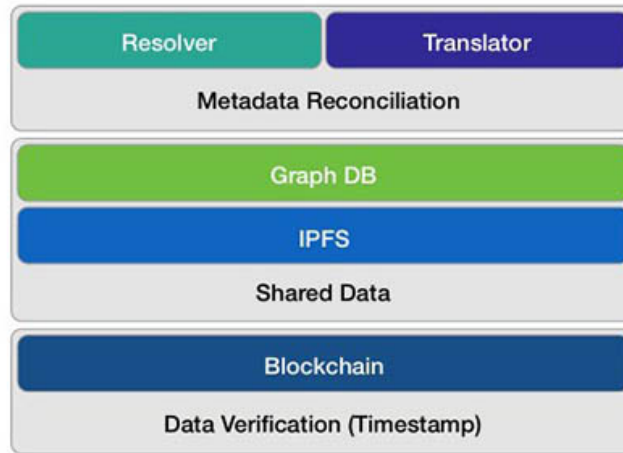 Resolver Translator
Metadata Reconciliation
Graph DB
IPFS
Shared Data
Blockchain
Data Verification (Timestamp)